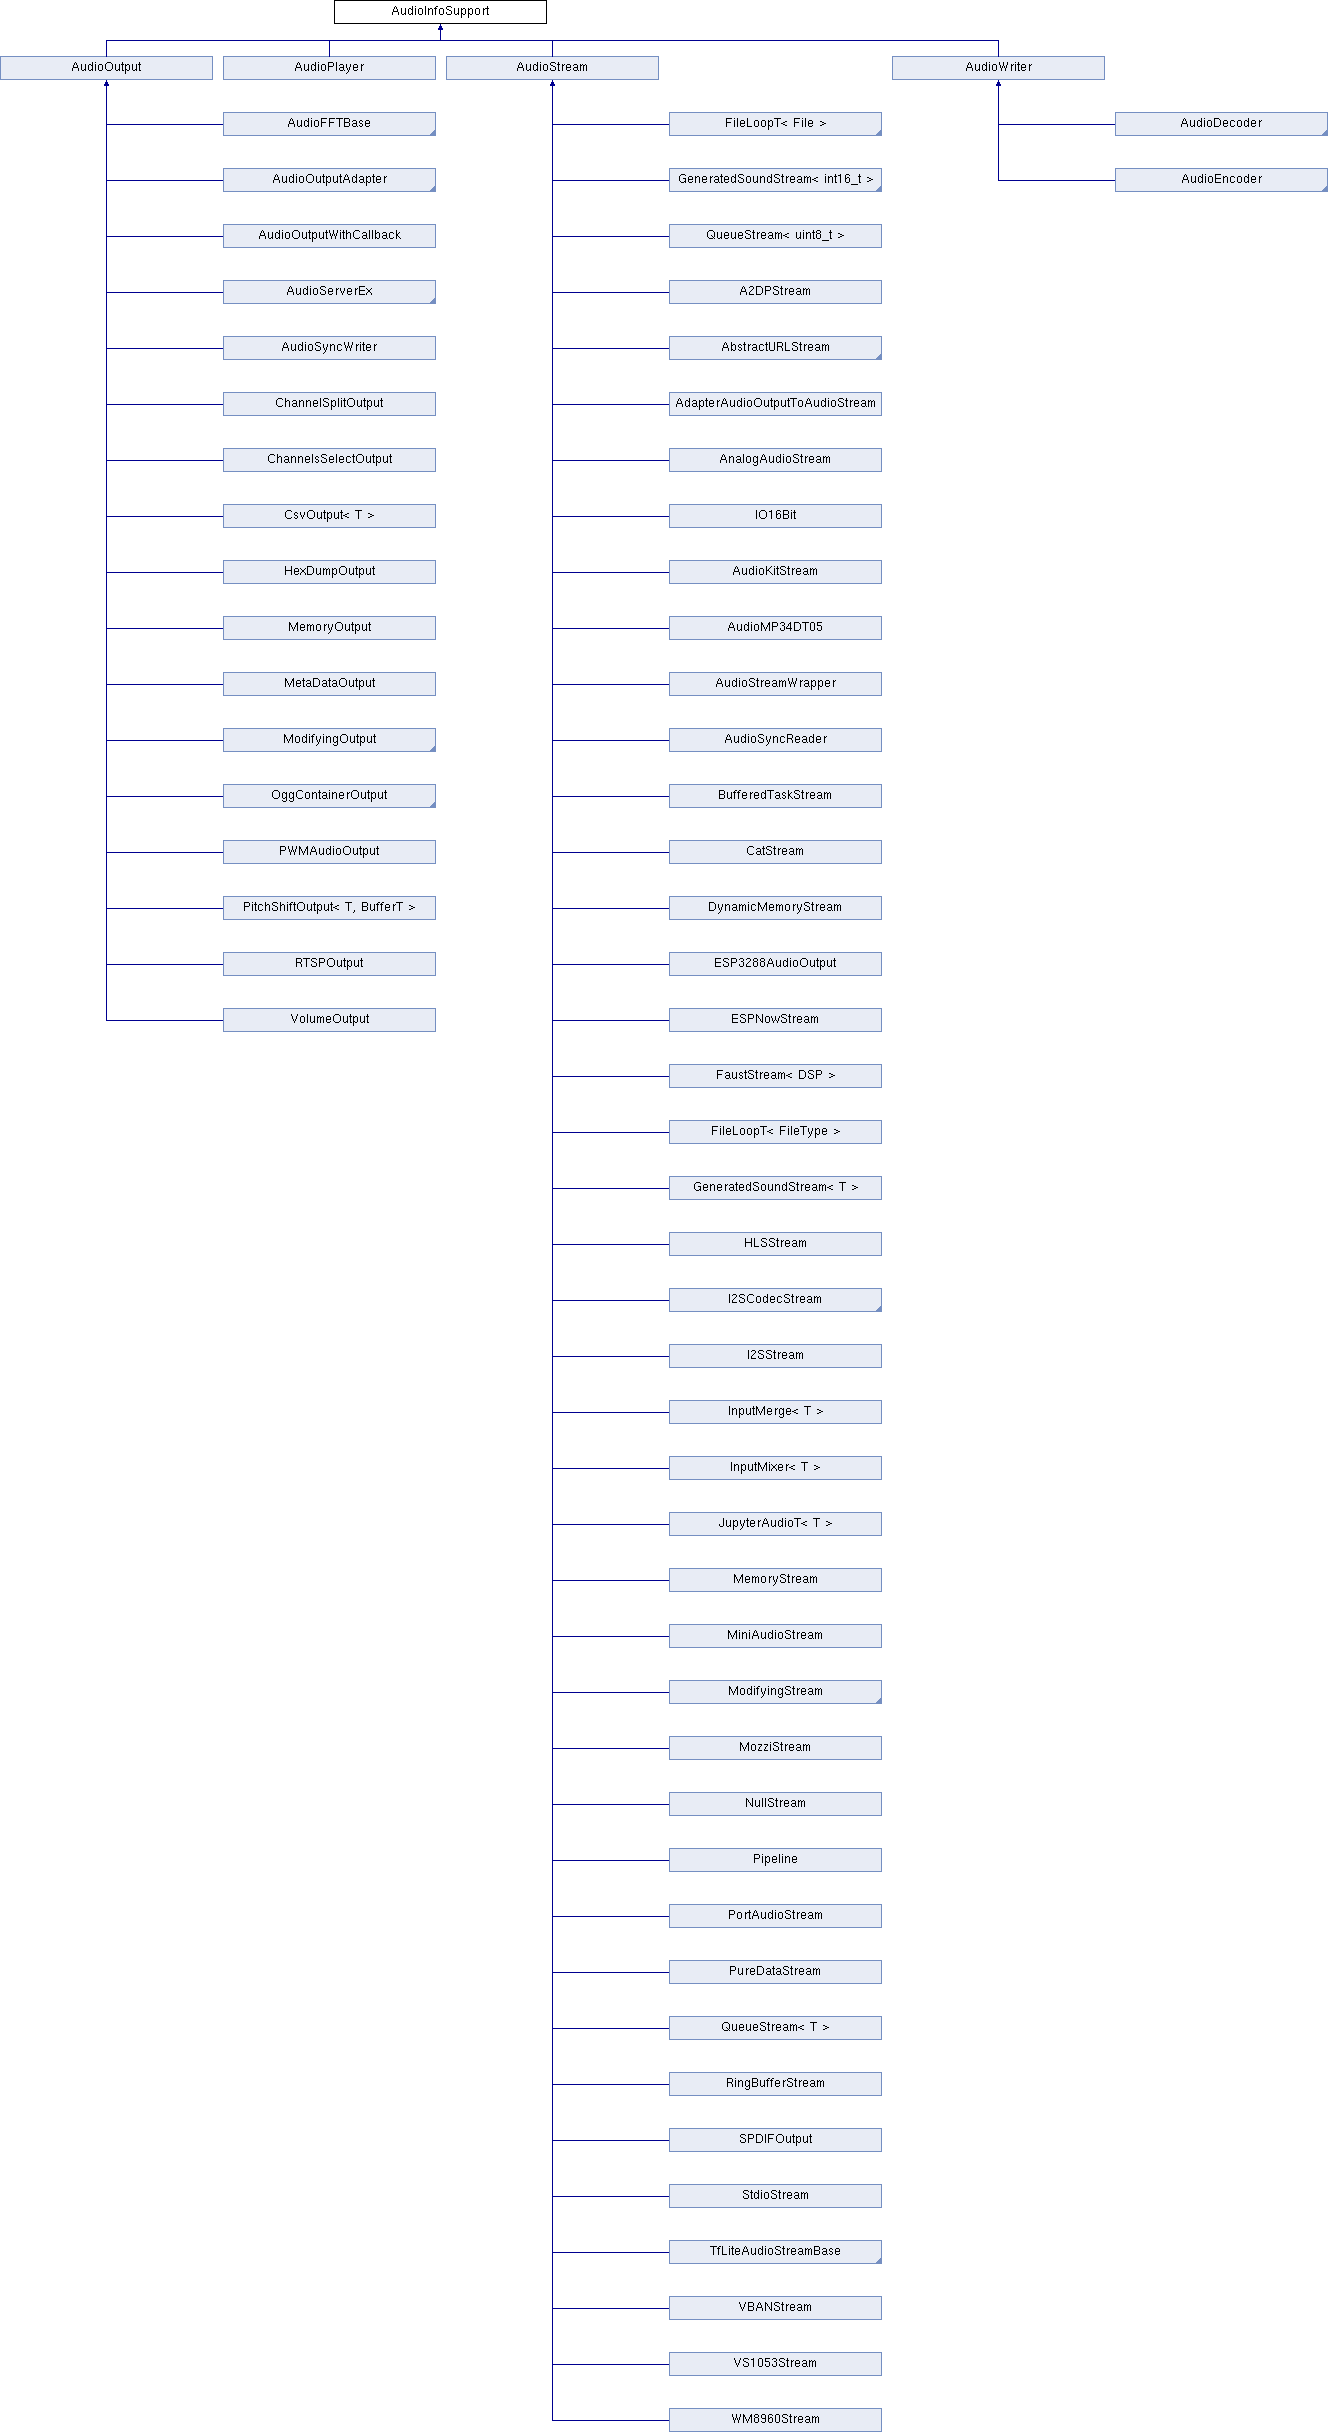 AudioInfoSupport
AudioOutput
AudioPlayer
AudioStream
AudioWriter
AudioFFTBase
AudioOutputAdapter
AudioOutputWithCallback
AudioServerEx
AudioSyncWriter
ChannelSplitOutput
ChannelsSelectOutput
CsvOutput< T >
HexDumpOutput
MemoryOutput
MetaDataOutput
ModifyingOutput
OggContainerOutput
PWMAudioOutput
PitchShiftOutput< T, BufferT >
RTSPOutput
VolumeOutput
FileLoopT< File >
GeneratedSoundStream< int16_t >
QueueStream< uint8_t >
A2DPStream
AbstractURLStream
AdapterAudioOutputToAudioStream
AnalogAudioStream
IO16Bit
AudioKitStream
AudioMP34DT05
AudioStreamWrapper
AudioSyncReader
BufferedTaskStream
CatStream
DynamicMemoryStream
ESP3288AudioOutput
ESPNowStream
FaustStream< DSP >
FileLoopT< FileType >
GeneratedSoundStream< T >
HLSStream
I2SCodecStream
I2SStream
InputMerge< T >
InputMixer< T >
JupyterAudioT< T >
MemoryStream
MiniAudioStream
ModifyingStream
MozziStream
NullStream
Pipeline
PortAudioStream
PureDataStream
QueueStream< T >
RingBufferStream
SPDIFOutput
StdioStream
TfLiteAudioStreamBase
VBANStream
VS1053Stream
WM8960Stream
AudioDecoder
AudioEncoder